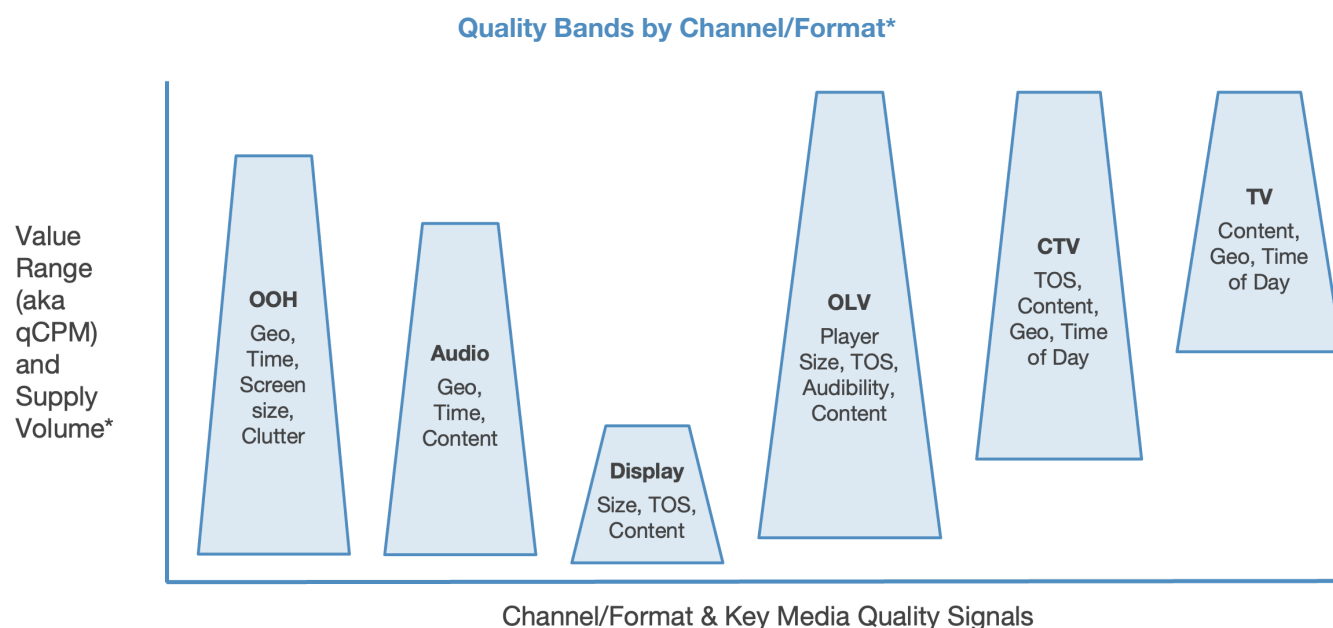 Quality Bands by Channel/Format*
Value
Range
(aka
qCPM)
and
Supply
Volume*
OOH
Geo,
Time,
Screen
size,
Clutter
Audio
Geo,
Time,
Content
Display
Size, TOS,
Content
OLV
Player
Size, TOS,
Audibility,
Content
CTV
TOS,
Content,
Geo, Time
of Day
TV
Content,
Geo, Time
of Day
Channel/Format & Key Media Quality Signals